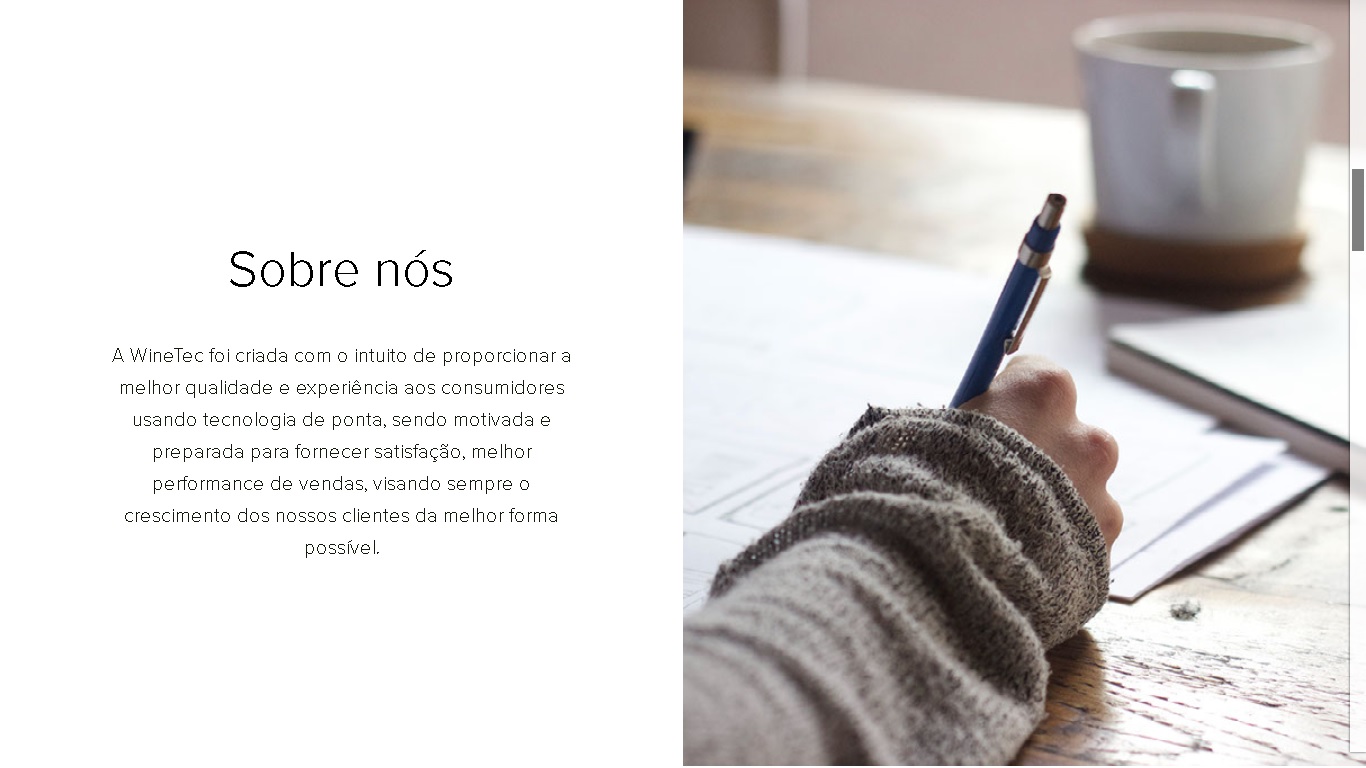 Sobre nós
A WineTec foi criada com o intuito de proporcionar a
melhor qualidade e experiência aos consumidores
usando tecnologia de ponta, sendo motivada e
preparada para fornecer satisfação, melhor
performance de vendas, visando sempre o
crescimento dos nossos clientes da melhor forma
possível.